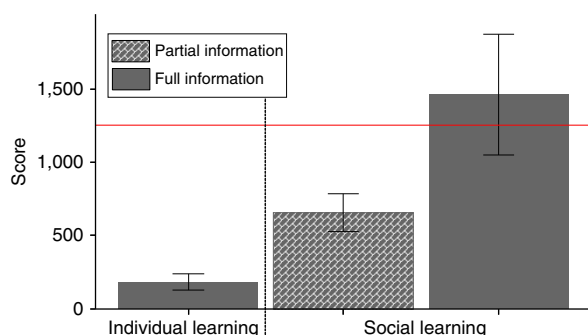 Partial information
Full information
1,500
1,000
500
0
Score
Individual learning
Social learning